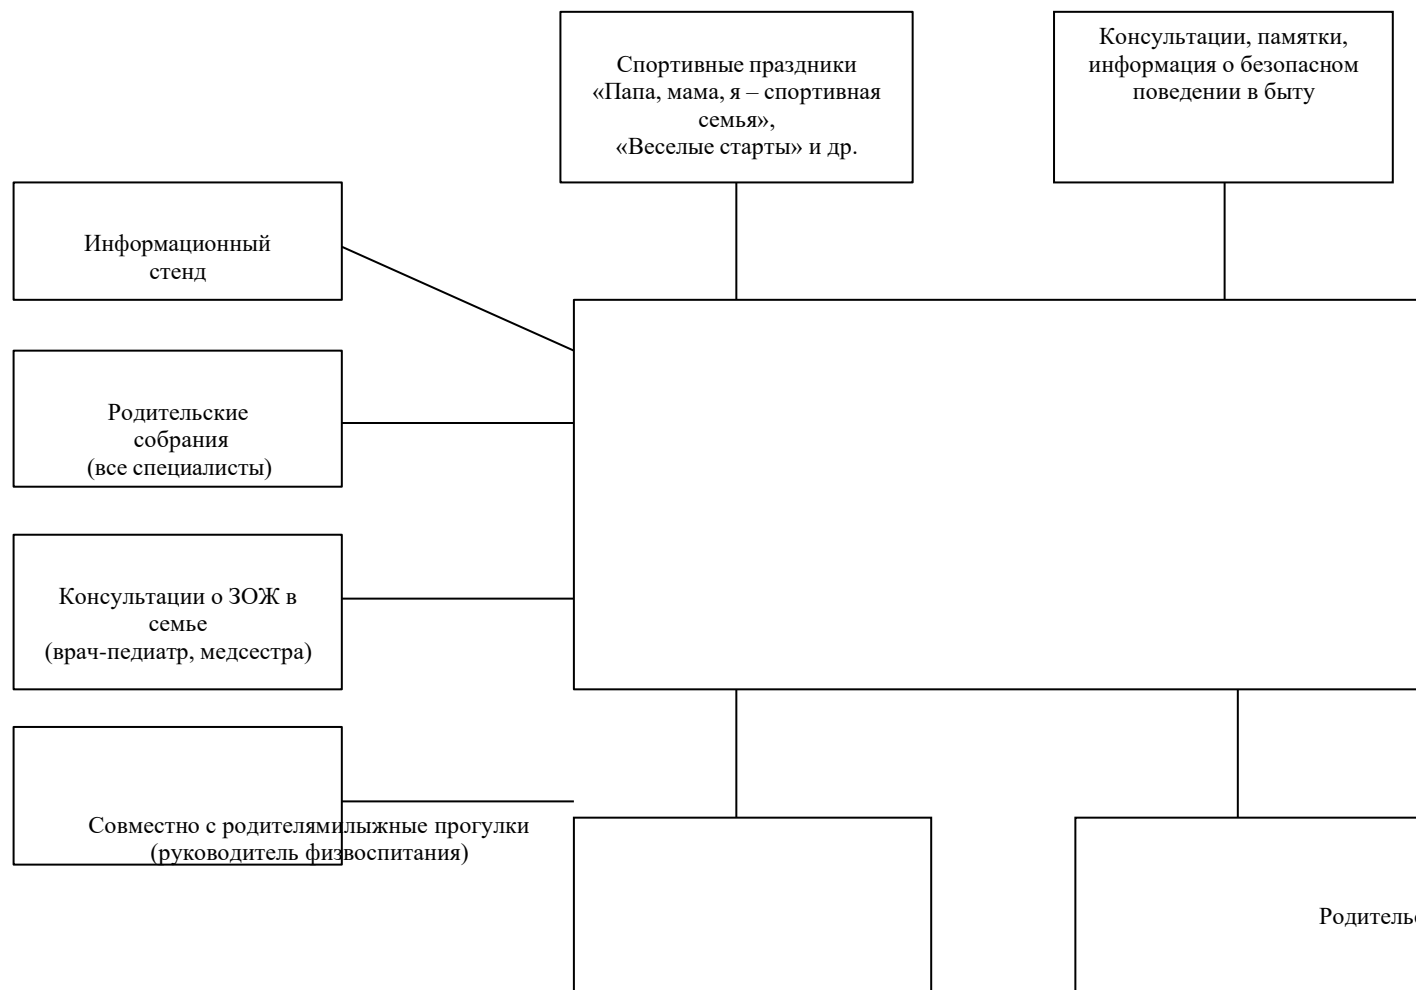 Спортивные праздники
«Папа, мама, я – спортивная
семья»,
«Веселые старты» и др.
Консультации, памятки,
информация о безопасном
поведении в быту
Информационный
стенд
Родительские
собрания
(все специалисты)
Консультации о ЗОЖ в
семье
(врач-педиатр, медсестра)
Совместно с родителямилыжные прогулки
(руководитель физвоспитания)